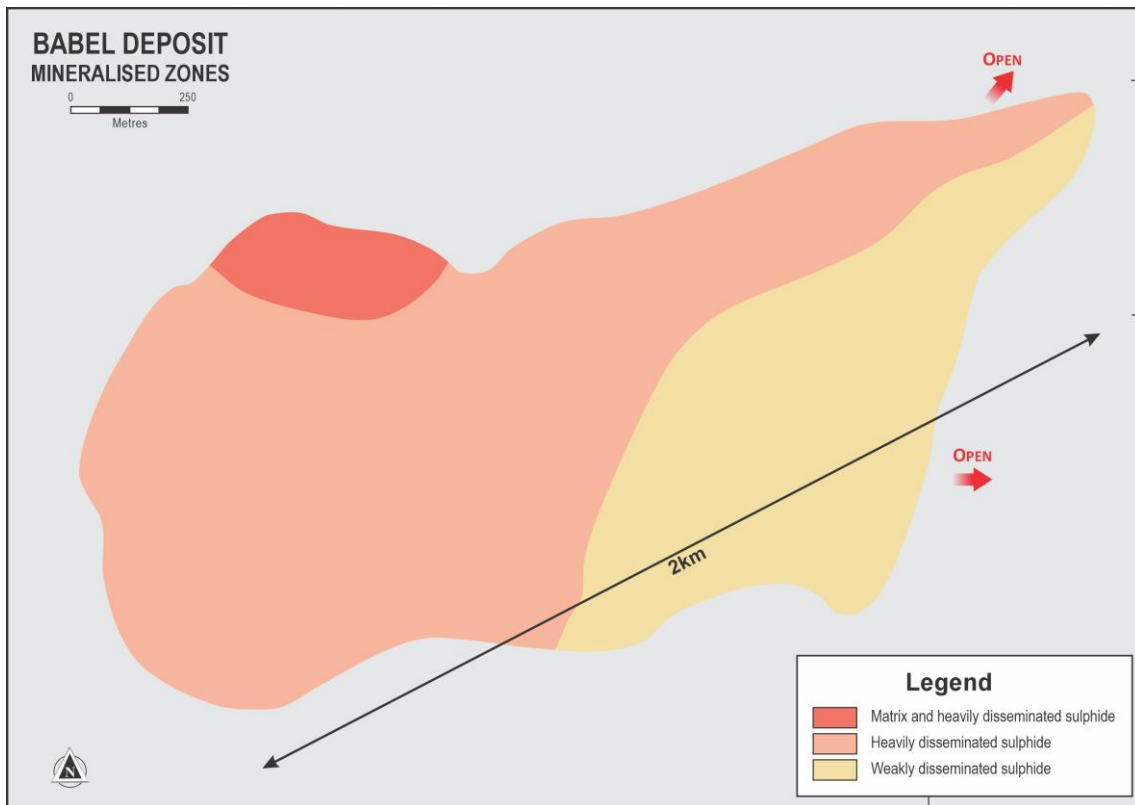 BABEL DEPOSIT
MINERALISED ZONES
0 250
Metres
OPEN
OPEN
2km
Legend
Matrix and heavily disseminated sulphide
Heavily disseminated sulphide
Weakly disseminated sulphide
N